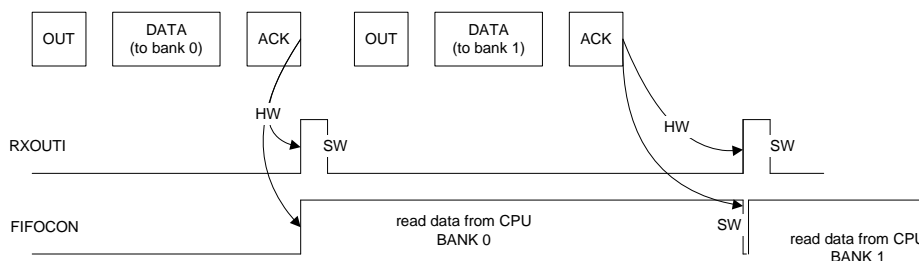 OUT
DATA
(to bank 0)
ACK
OUT
DATA
(to bank 1)
ACK
HW
HW
RXOUTI
SW
SW
FIFOCON
read data from CPU
BANK 0
SW
read data from CPU
BANK 1